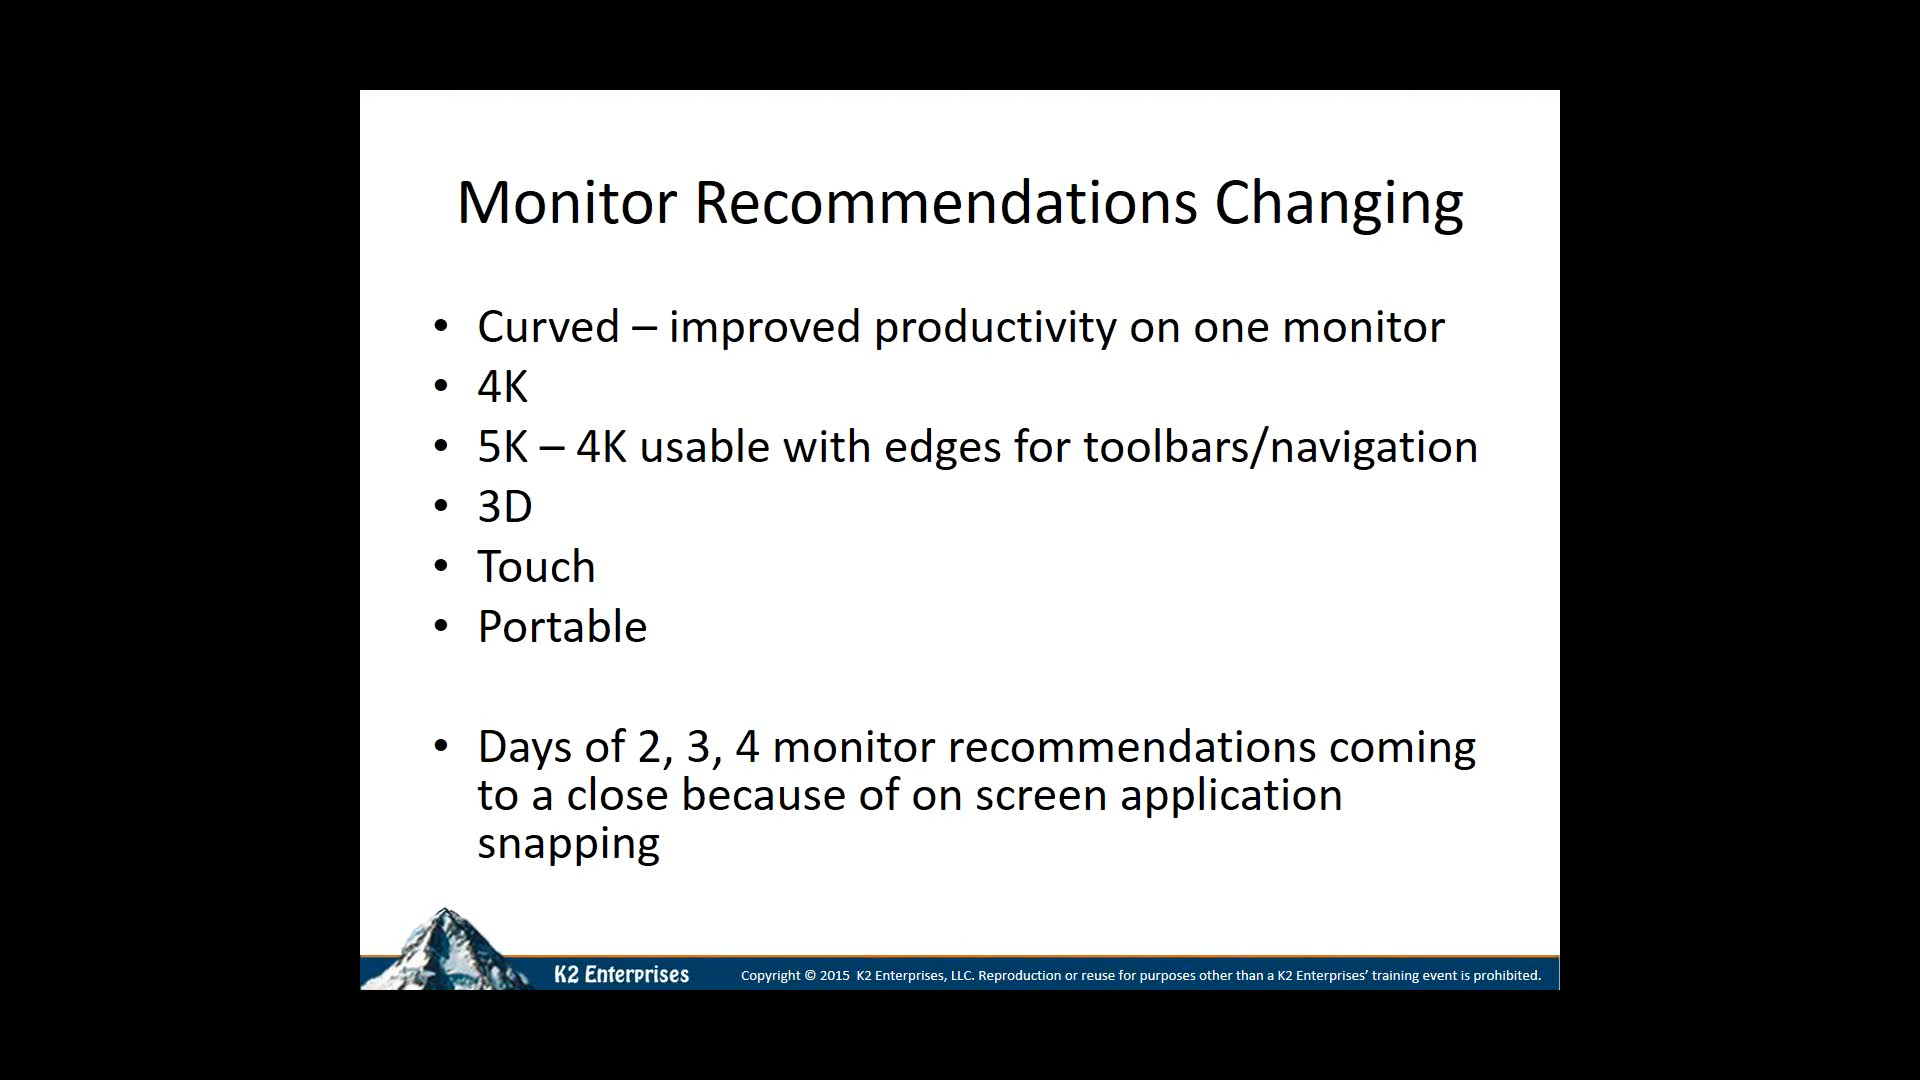 Monitor Recommendations Changing
• Curved – improved productivity on one monitor
• 4K
• 5K – 4K usable with edges for toolbars/navigation
• 3D
• Touch
• Portable
• Days of 2, 3, 4 monitor recommendations coming
to a close because of on screen application
snapping
K2 Enterprises
Copyright © 2015 K2 Enterprises, LLC. Reproduction or reuse for purposes other than a K2 Enterprises’ training event is prohibited.